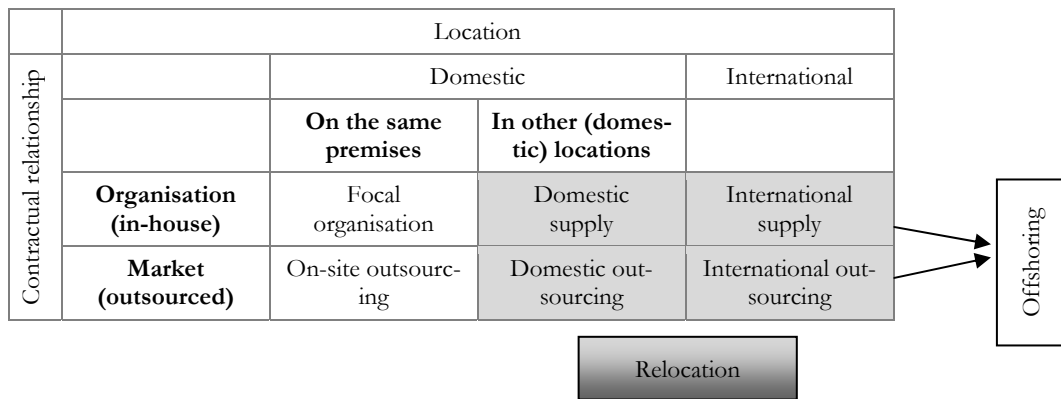 Location
Contractual relationship
Domestic
International
On the same
premises
In other (domes-
tic) locations
Organisation
(in-house)
Focal
organisation
Domestic
supply
International
supply
Market
(outsourced)
On-site outsourc-
ing
Domestic out-
sourcing
International out-
sourcing
Offshoring
Relocation